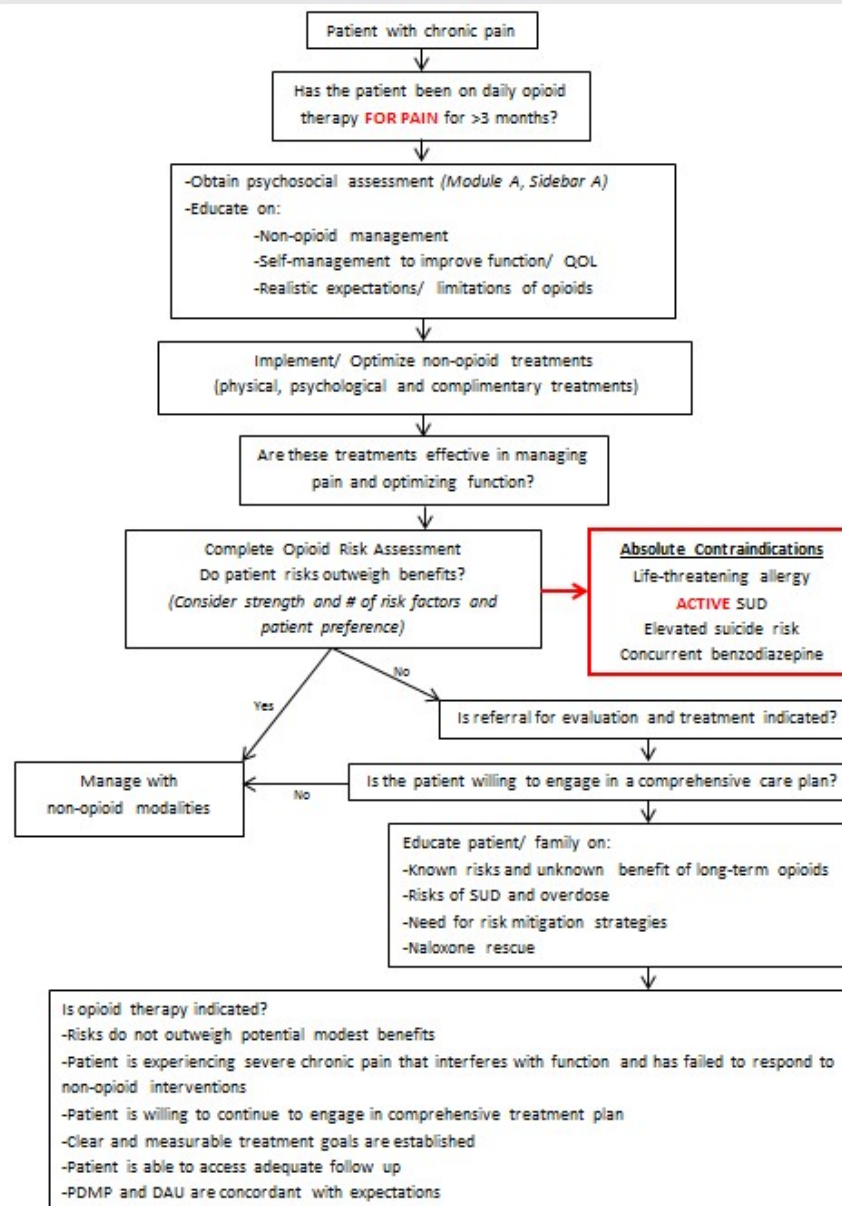 Patient with chronic pain
Has the patient been on daily opioid
therapy FOR PAIN for >3 months?
-Obtain psychosocial assessment (Module A, Sidebar A)
-Educate on:
-Non-opioid management
-Self-management to improve function/ QOL
-Realistic expectations/ limitations of opioids
Implement/ Optimize non-opioid treatments
(physical, psychological and complimentary treatments)
Are these treatments effective in managing
pain and optimizing function?
Complete Opioid Risk Assessment
Do patient risks outweigh benefits?
(Consider strength and # of risk factors and
patient preference)
Absolute Contraindications
Life-threatening allergy
ACTIVE SUD
Elevated suicide risk
Concurrent benzodiazepine
Yes
No
Is referral for evaluation and treatment indicated?
Manage with
non-opioid modalities
No
Is the patient willing to engage in a comprehensive care plan?
Educate patient/ family on:
-Known risks and unknown benefit of long-term opioids
-Risks of SUD and overdose
-Need for risk mitigation strategies
-Naloxone rescue
Is opioid therapy indicated?
-Risks do not outweigh potential modest benefits
-Patient is experiencing severe chronic pain that interferes with function and has failed to respond to
non-opioid interventions
-Patient is willing to continue to engage in comprehensive treatment plan
-Clear and measurable treatment goals are established
-Patient is able to access adequate follow up
-PDMP and DAU are concordant with expectations